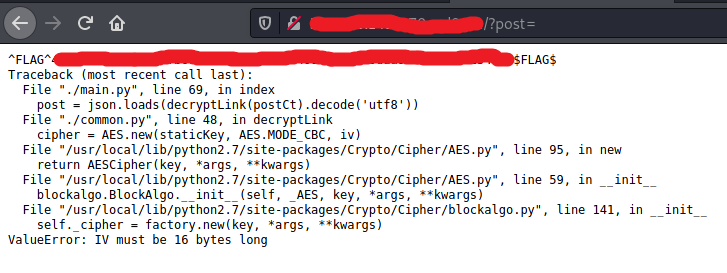 /?post=
^FLAG^ $FLAG$
Traceback (most recent call last):
  File "./main.py", line 69, in index
    post = json.loads(decryptLink(postCt).decode('utf8'))
  File "./common.py", line 48, in decryptLink
    cipher = AES.new(staticKey, AES.MODE_CBC, iv)
  File "/usr/local/lib/python2.7/site-packages/Crypto/Cipher/AES.py", line 95, in new
    return AESCipher(key, *args, **kwargs)
  File "/usr/local/lib/python2.7/site-packages/Crypto/Cipher/AES.py", line 59, in __init__
    blockalgo.BlockAlgo.__init__(self, _AES, key, *args, **kwargs)
  File "/usr/local/lib/python2.7/site-packages/Crypto/Cipher/blockalgo.py", line 141, in __init__
    self._cipher = factory.new(key, *args, **kwargs)
ValueError: IV must be 16 bytes long